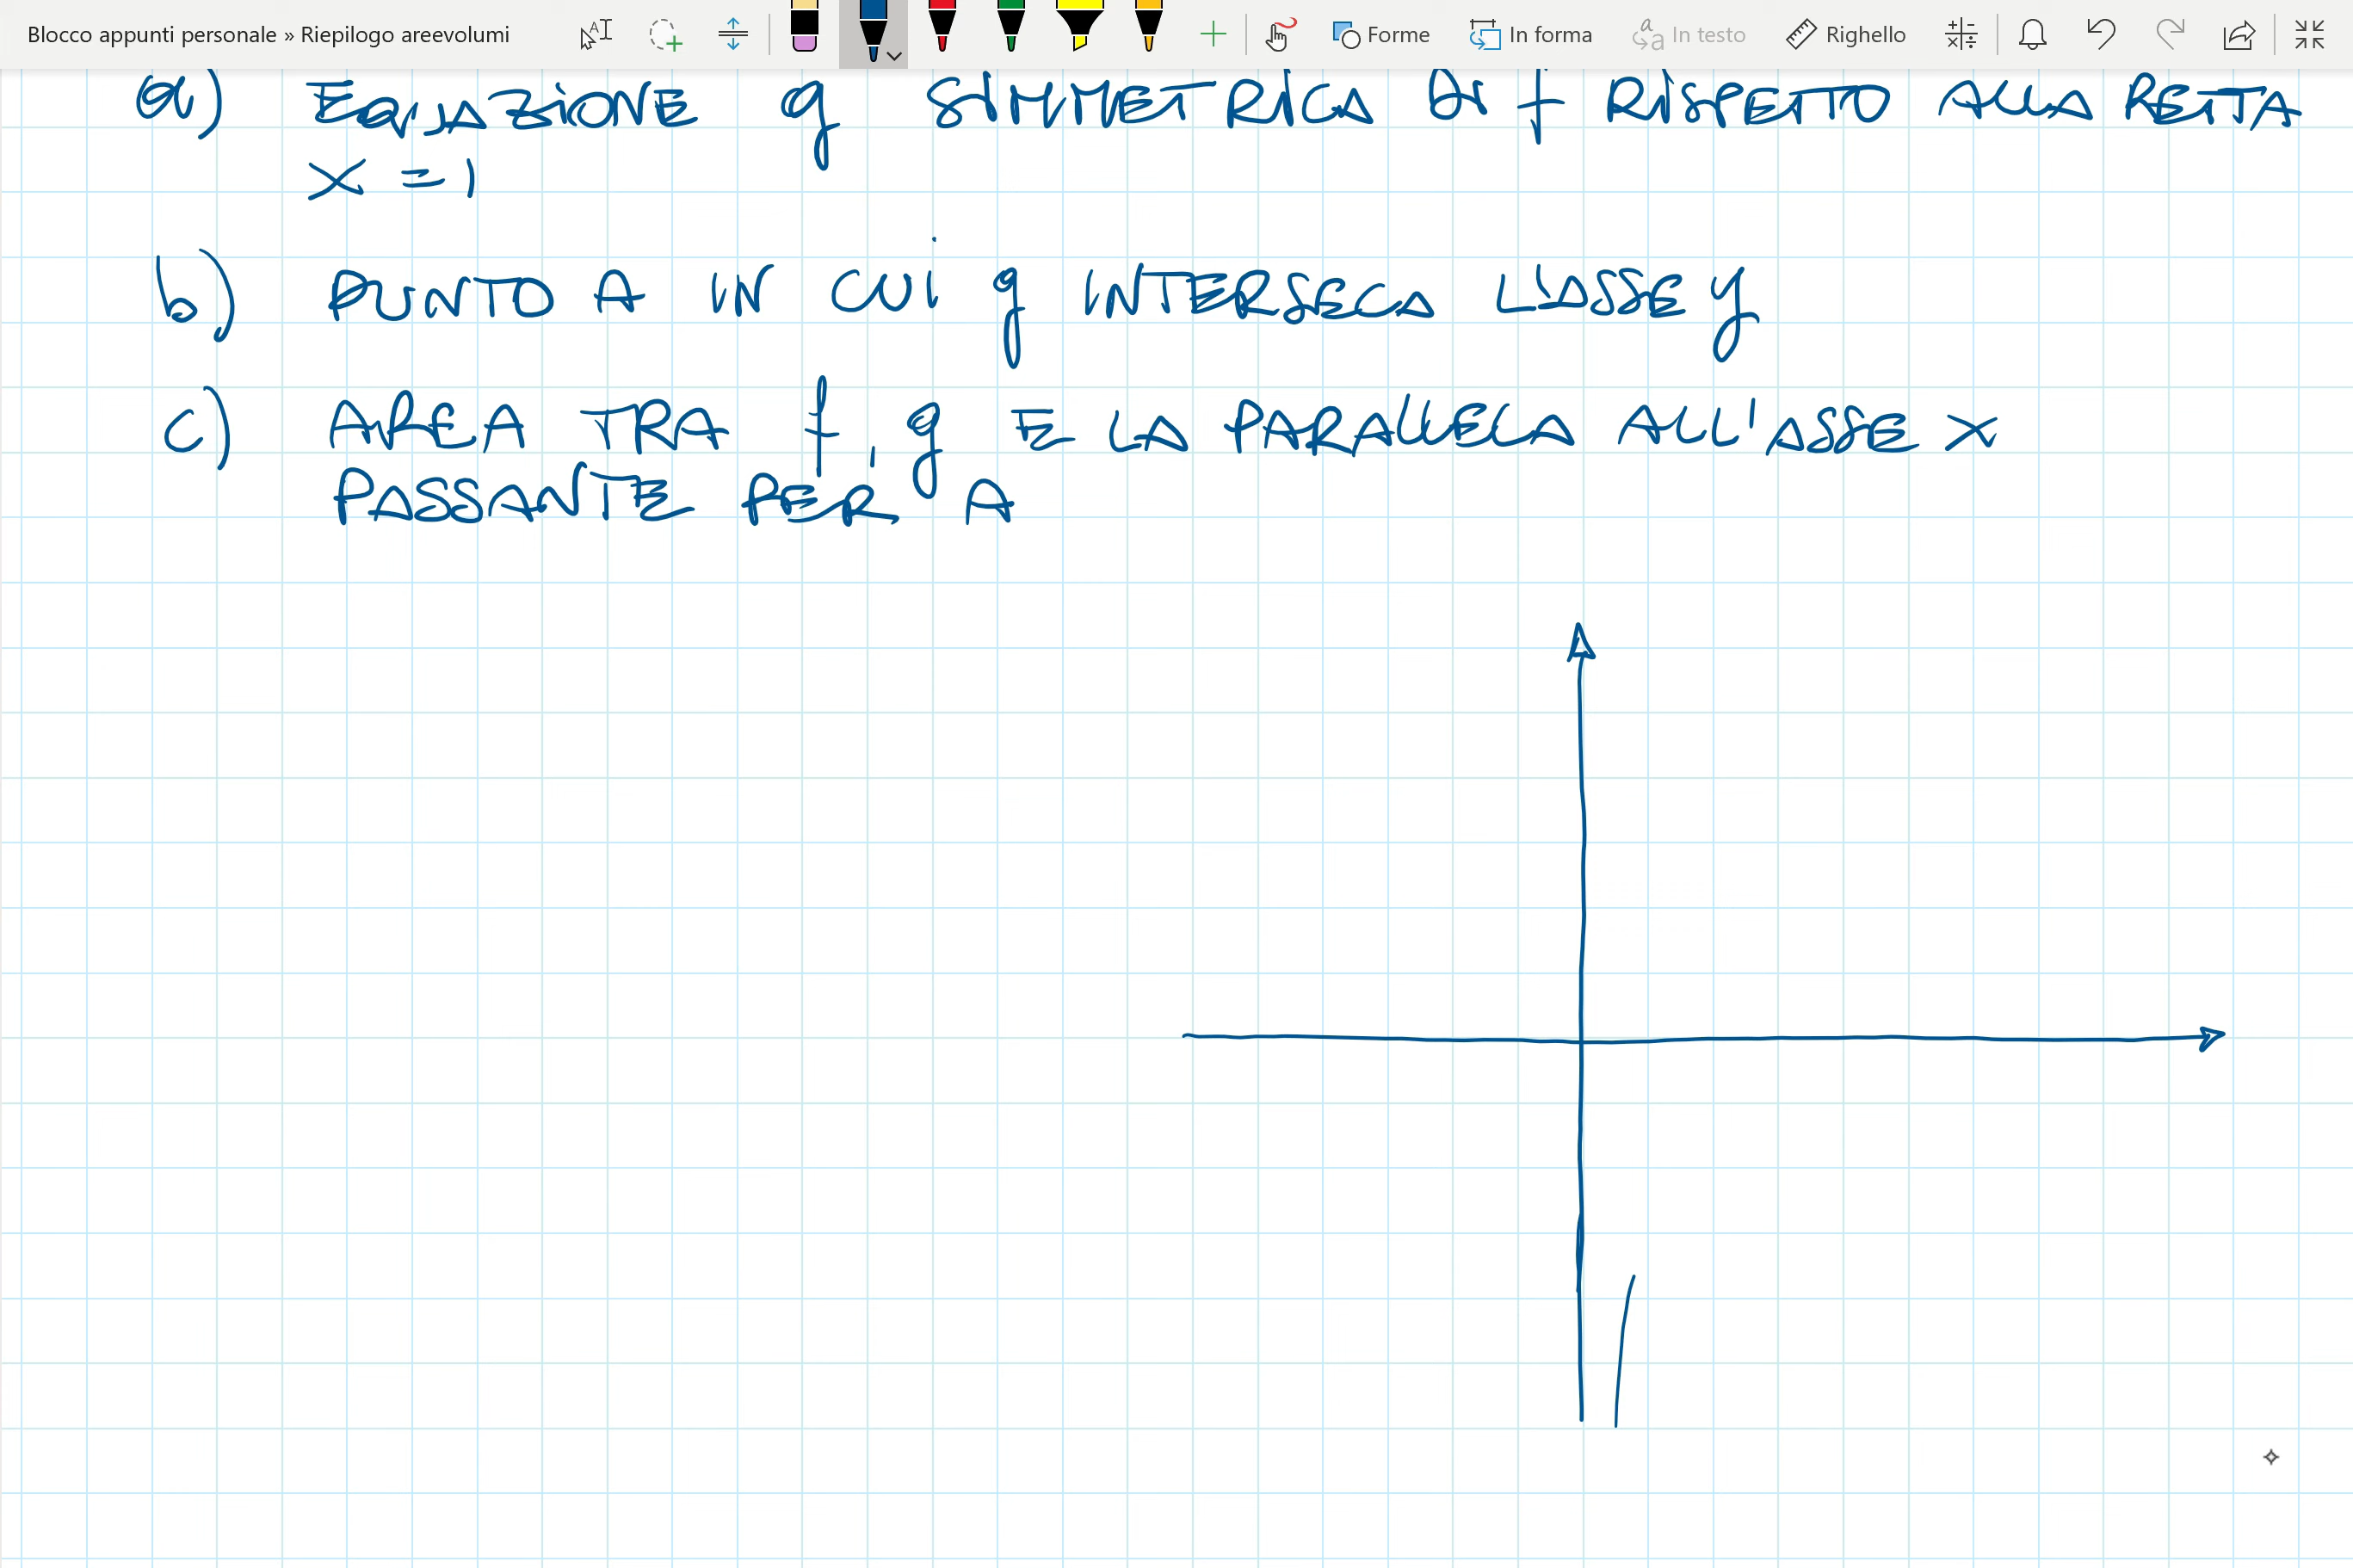 Blocco appunti personale » Riepilogo areevolumi
Forme
In forma
In testo
Righello
a) EQUAZIONE g SIMMETRICA DI f RISPETTO ALLA RETTA
x = 1
b) PUNTO A IN CUI g INTERSECA L'ASSE y
c) AREA TRA f, g E LA PARALLELA ALL'ASSE x
PASSANTE PER A